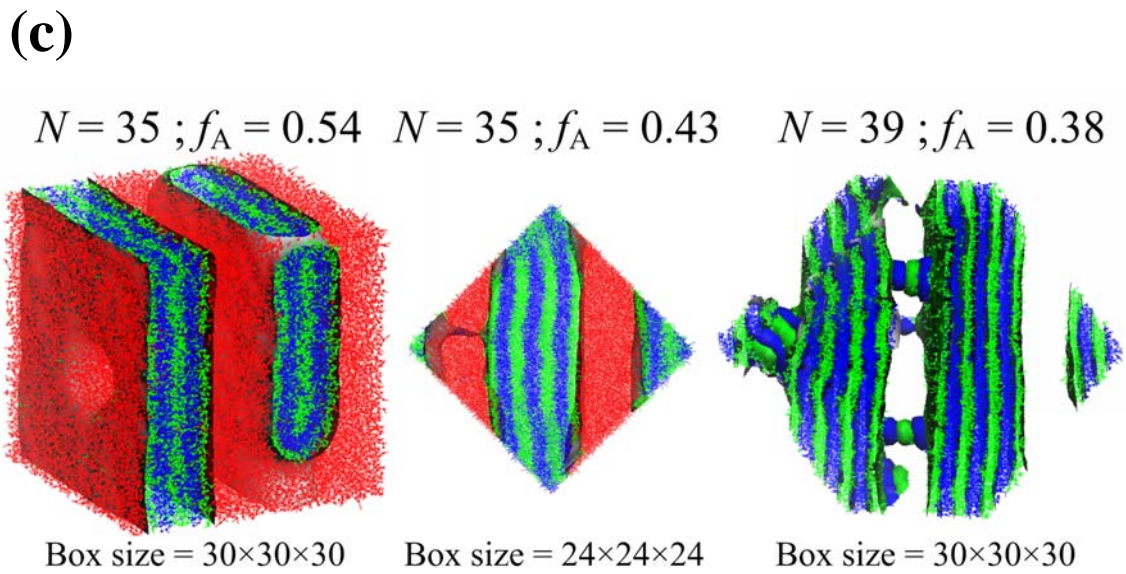 (c)
N = 35 ; fA = 0.54 N = 35 ; fA = 0.43 N = 39 ; fA = 0.38
Box size = 30×30×30 Box size = 24×24×24 Box size = 30×30×30